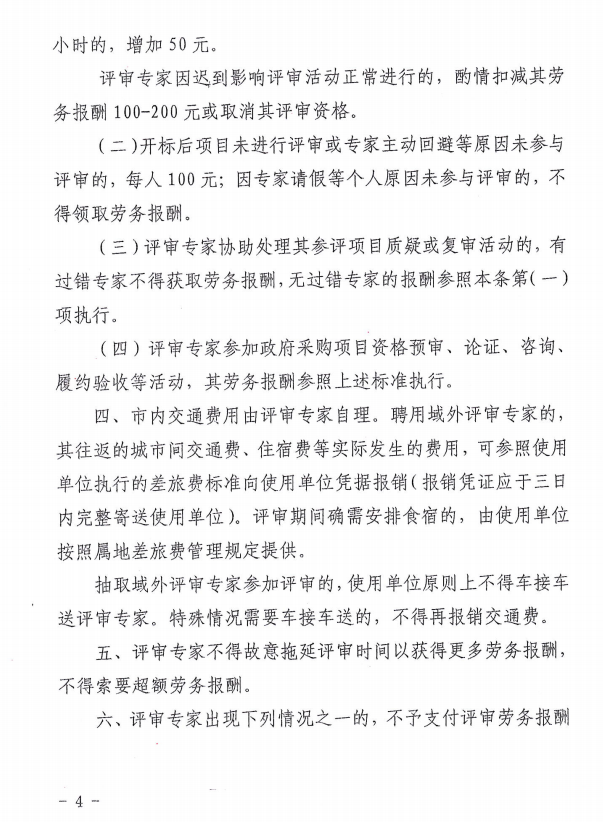 小时的，增加 50 元。
评审专家因迟到影响评审活动正常进行的，酌情扣减其劳
务报酬 100-200 元或取消其评审资格。
（二）开标后项目未进行评审或专家主动回避等原因未参与
评审的，每人 100 元；因专家请假等个人原因未参与评审的，不
得领取劳务报酬。
（三）评审专家协助处理其参评项目质疑或复审活动的，有
过错专家不得获取劳务报酬，无过错专家的报酬参照本条第（一）
项执行。
（四）评审专家参加政府采购项目资格预审、论证、咨询、
履约验收等活动，其劳务报酬参照上述标准执行。
四、市内交通费用由评审专家自理。聘用域外评审专家的，
其往返的城市间交通费、住宿费等实际发生的费用，可参照使用
单位执行的差旅费标准向使用单位凭据报销（报销凭证应于三日
内完整寄送使用单位）。评审期间确需安排食宿的，由使用单位
按照属地差旅费管理规定提供。
抽取域外评审专家参加评审的，使用单位原则上不得车接车
送评审专家。特殊情况需要车接车送的，不得再报销交通费。
五、评审专家不得故意拖延评审时间以获得更多劳务报酬，
不得索要超额劳务报酬。
六、评审专家出现下列情况之一的，不予支付评审劳务报酬
- 4 -